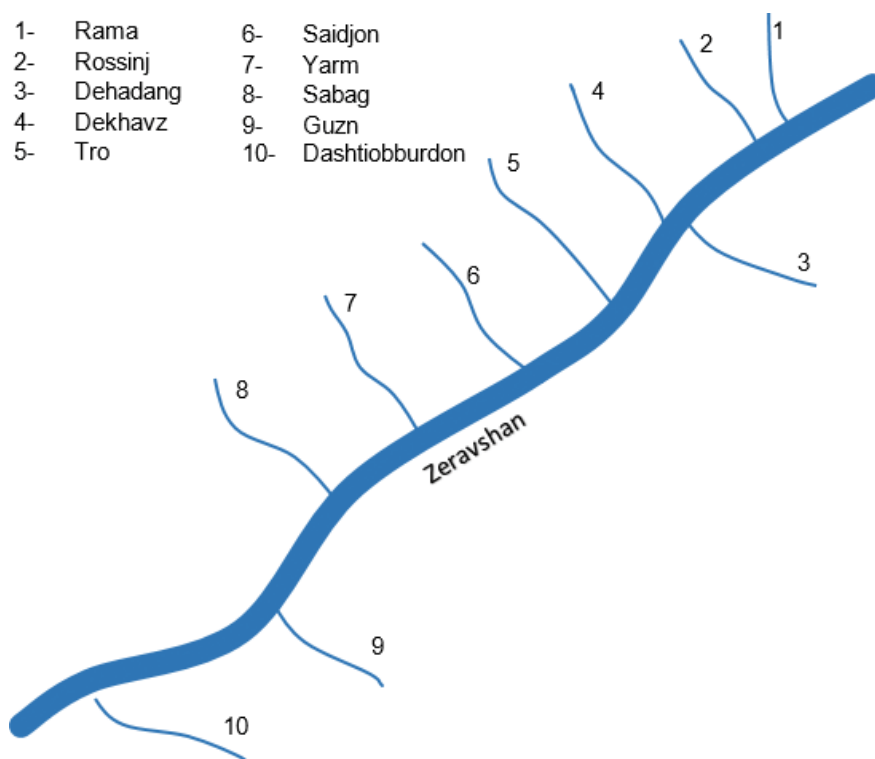 1- Rama
2- Rossinj
3- Dehadang
4- Dekhavz
5- Tro
6- Saidjon
7- Yarm
8- Sabag
9- Guzn
10- Dashtiobburdon
1
2
4
5
3
6
7
8
Zeravshan
9
10